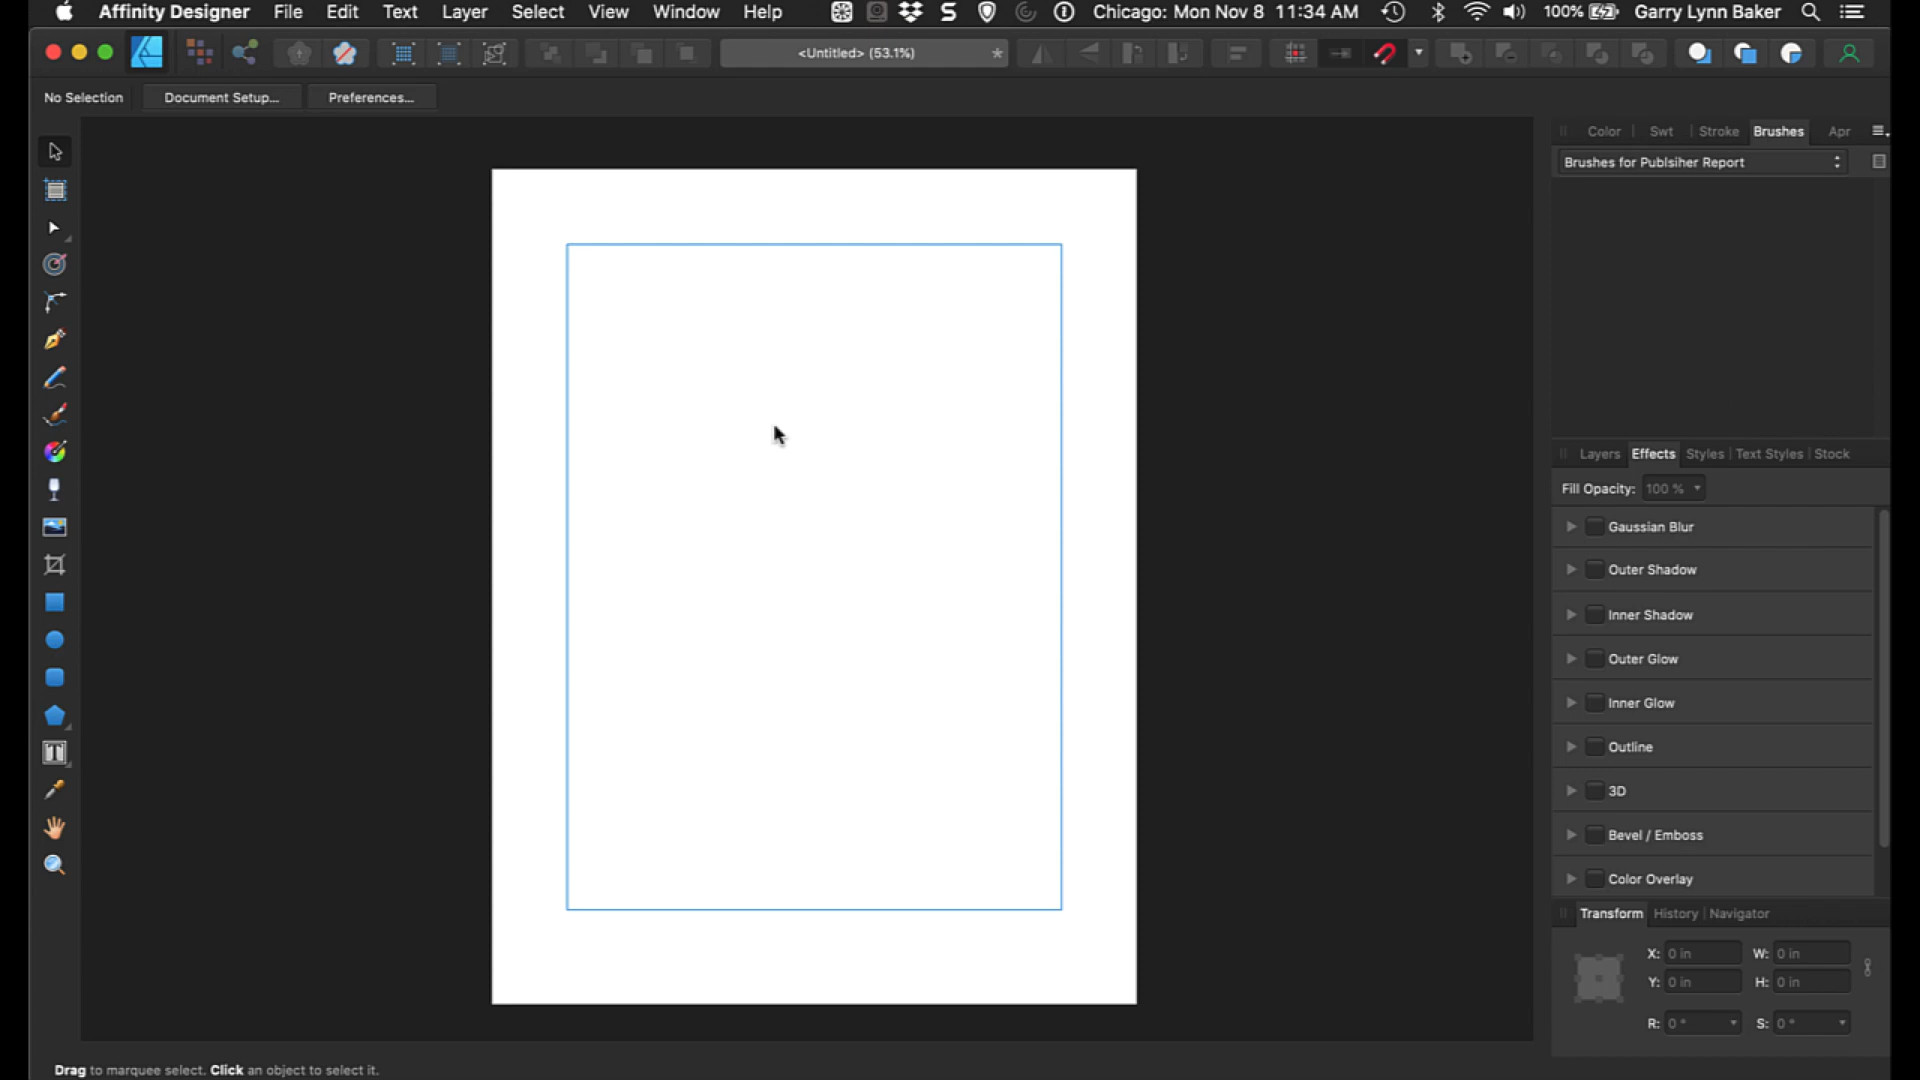 Affinity Designer File Edit Text Layer Select View Window Help Chicago: Mon Nov 8 11:34 AM 100% Garry Lynn Baker
<Untitled> (53.1%) *
No Selection Document Setup... Preferences...
Color Swt Stroke Brushes Apr
Brushes for Publsiher Report
Layers Effects Styles Text Styles Stock
Fill Opacity: 100 %
Gaussian Blur
Outer Shadow
Inner Shadow
Outer Glow
Inner Glow
Outline
3D
Bevel / Emboss
Color Overlay
Transform History Navigator
X: 0 in W: 0 in
Y: 0 in H: 0 in
R: 0 ° S: 0 °
Drag to marquee select. Click an object to select it.